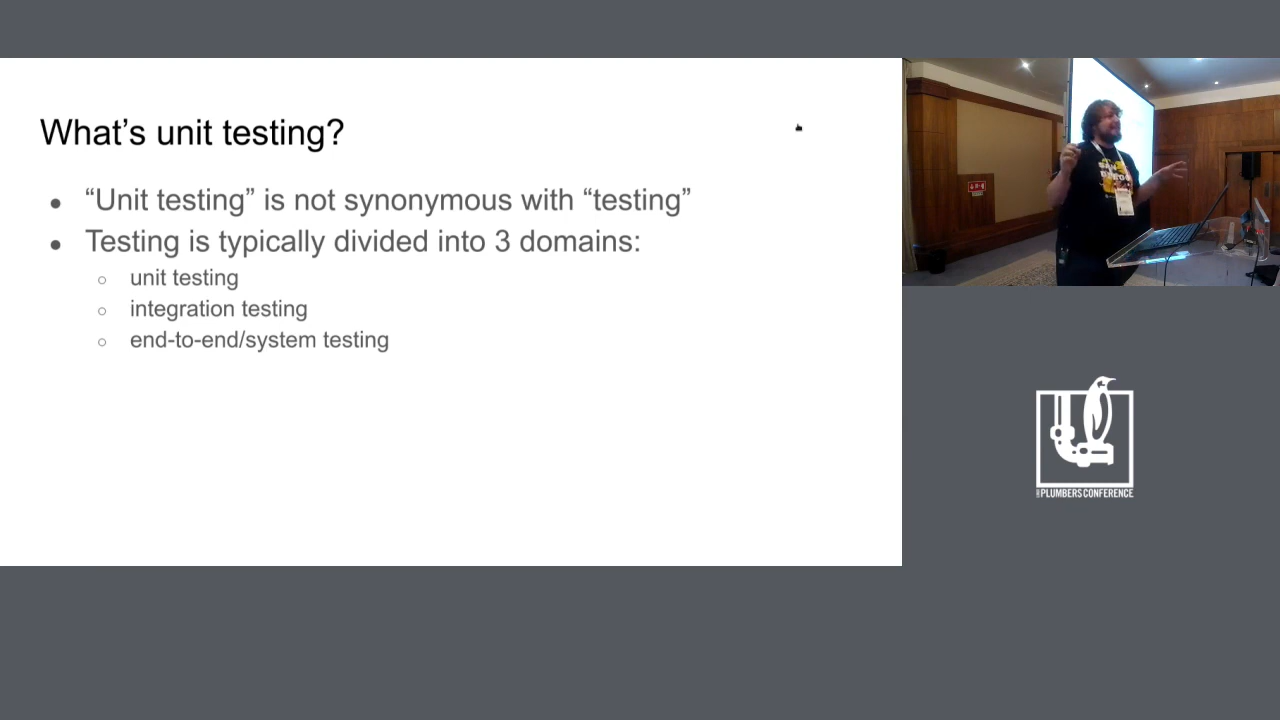 What’s unit testing?
“Unit testing” is not synonymous with “testing”
Testing is typically divided into 3 domains:
unit testing
integration testing
end-to-end/system testing
PLUMBERS CONFERENCE